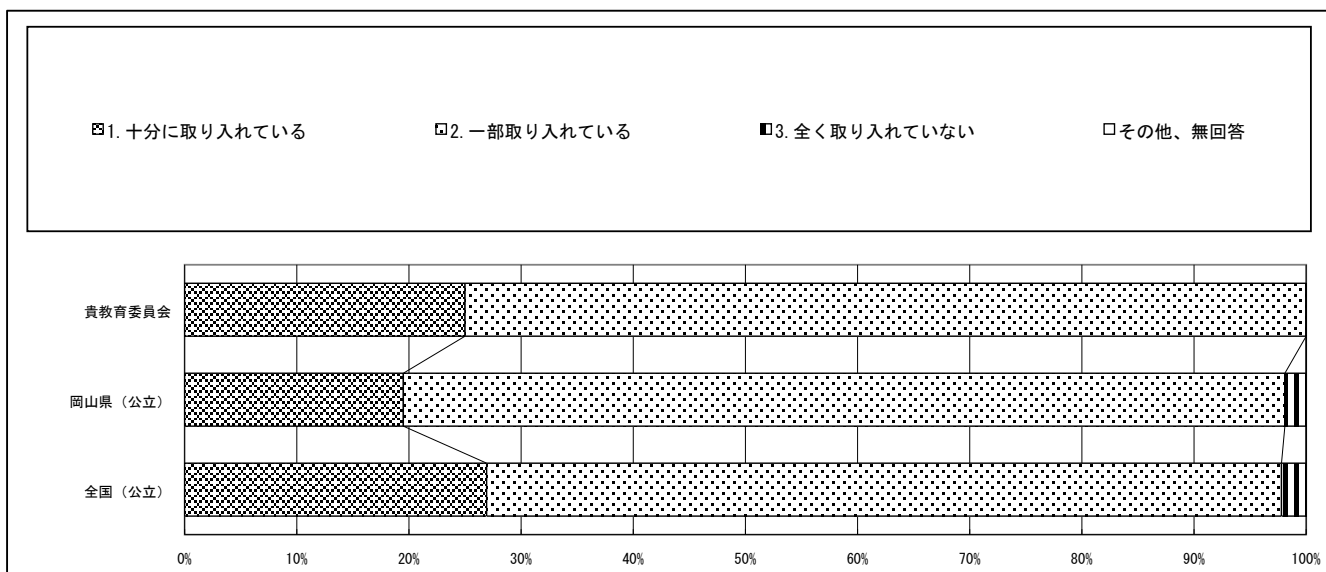 1.十分に取り入れている 2.一部取り入れている 3.全く取り入れていない その他、無回答
貴教育委員会
岡山県（公立）
全国（公立）
0% 10% 20% 30% 40% 50% 60% 70% 80% 90% 100%